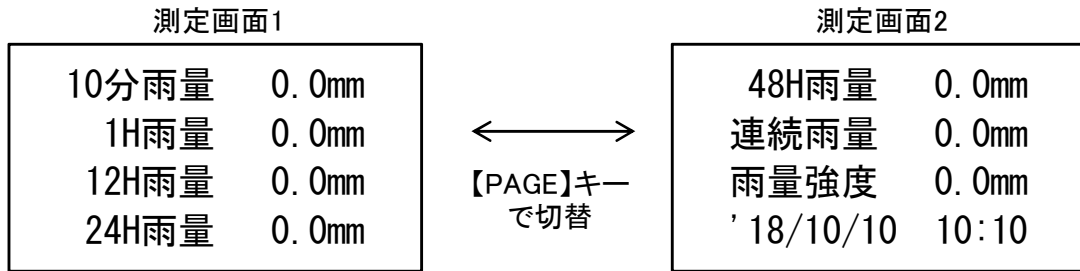 測定画面1
10分雨量 0.0mm
1H雨量 0.0mm
12H雨量 0.0mm
24H雨量 0.0mm
【PAGE】キー
で切替
測定画面2
48H雨量 0.0mm
連続雨量 0.0mm
雨量強度 0.0mm
'18/10/10 10:10